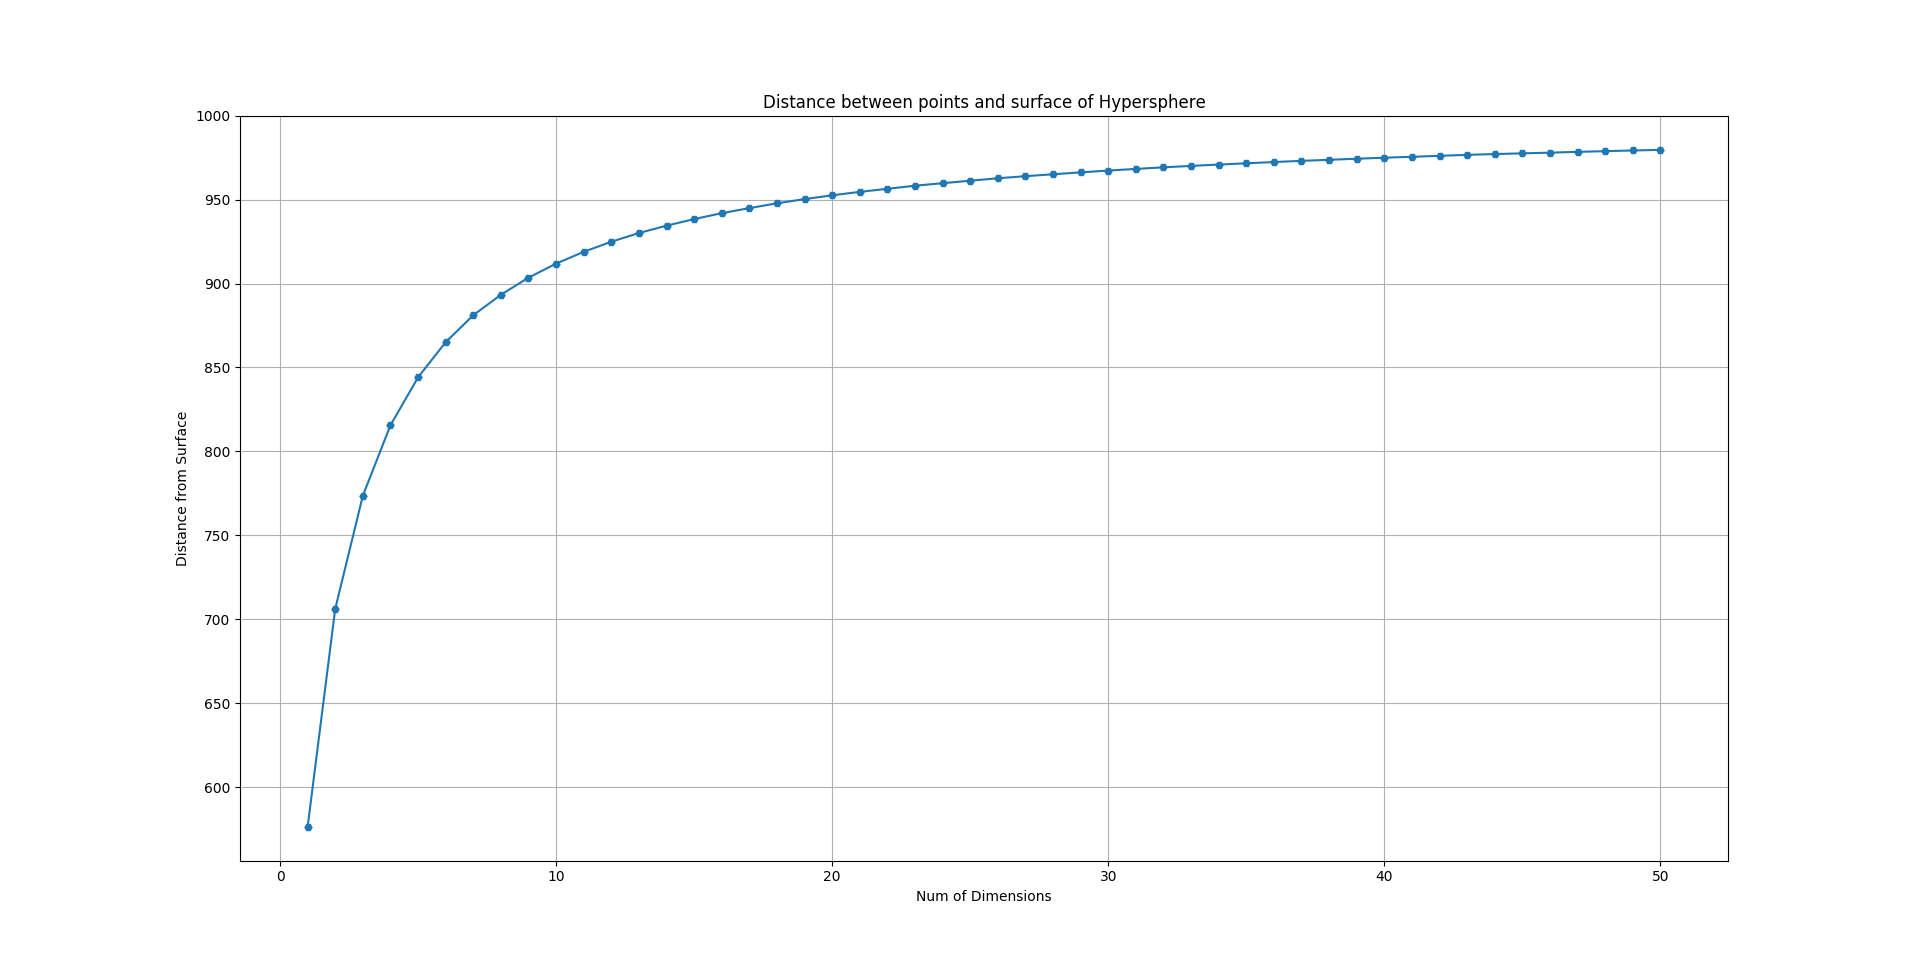 Distance between points and surface of Hypersphere
1000
950
900
850
800
750
700
650
600
Distance from Surface
0 10 20 30 40 50
Num of Dimensions